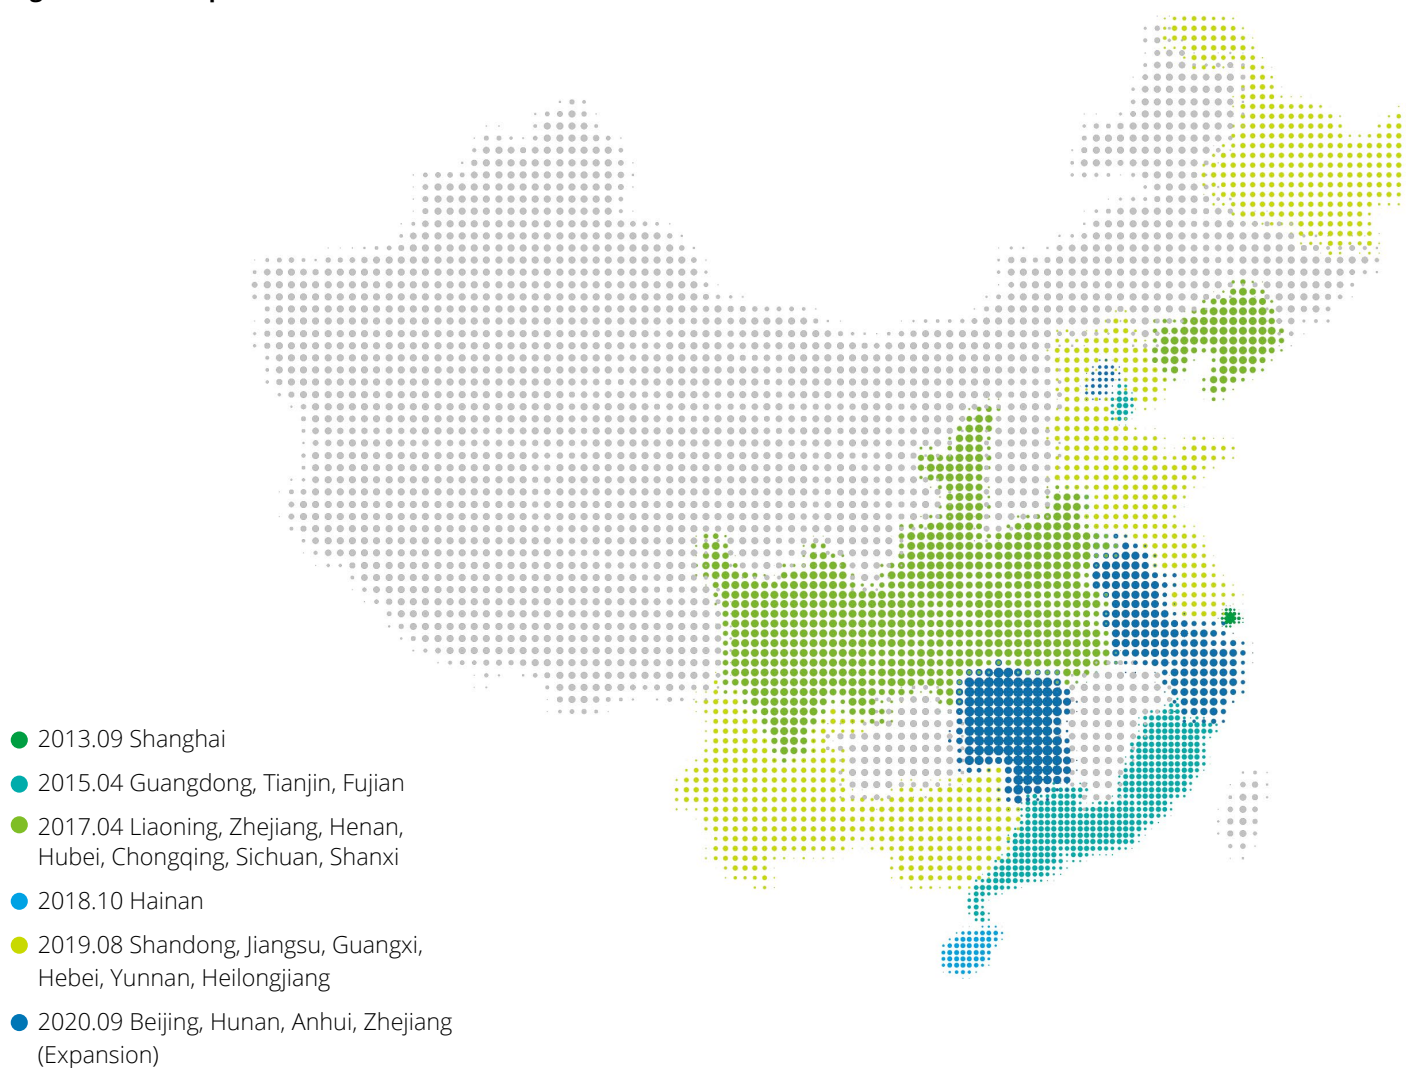 2013.09 Shanghai
2015.04 Guangdong, Tianjin, Fujian
2017.04 Liaoning, Zhejiang, Henan,
Hubei, Chongqing, Sichuan, Shanxi
2018.10 Hainan
2019.08 Shandong, Jiangsu, Guangxi,
Hebei, Yunnan, Heilongjiang
2020.09 Beijing, Hunan, Anhui, Zhejiang
(Expansion)